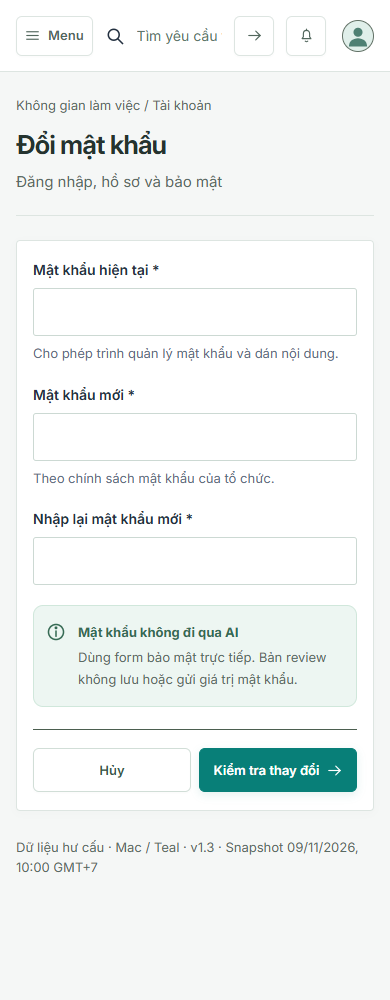 Menu
Tìm yêu cầu
Không gian làm việc / Tài khoản
Đổi mật khẩu
Đăng nhập, hồ sơ và bảo mật
Mật khẩu hiện tại *
Cho phép trình quản lý mật khẩu và dán nội dung.
Mật khẩu mới *
Theo chính sách mật khẩu của tổ chức.
Nhập lại mật khẩu mới *
Mật khẩu không đi qua AI
Dùng form bảo mật trực tiếp. Bản review
không lưu hoặc gửi giá trị mật khẩu.
Hủy
Kiểm tra thay đổi
Dữ liệu hư cấu · Mac / Teal · v1.3 · Snapshot 09/11/2026,
10:00 GMT+7